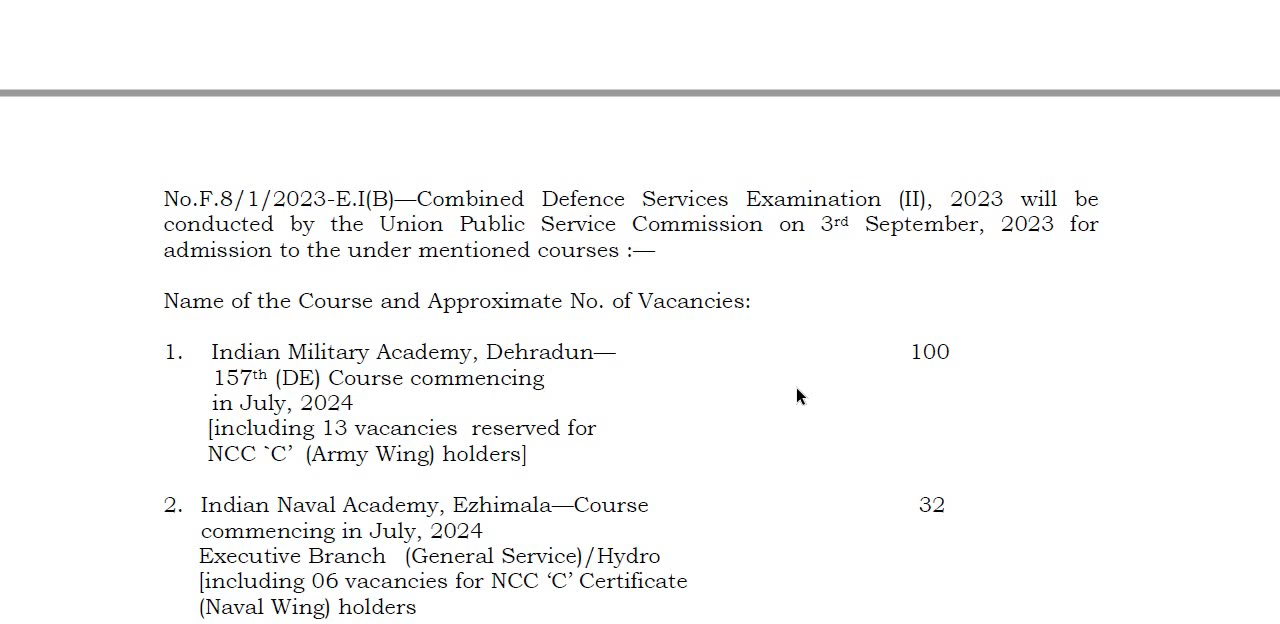 No.F.8/1/2023-E.I(B)—Combined Defence Services Examination (II), 2023 will be
conducted by the Union Public Service Commission on 3rd September, 2023 for
admission to the under mentioned courses :—
Name of the Course and Approximate No. of Vacancies:
1. Indian Military Academy, Dehradun— 100
157th (DE) Course commencing
in July, 2024
[including 13 vacancies reserved for
NCC `C’ (Army Wing) holders]
2. Indian Naval Academy, Ezhimala—Course 32
commencing in July, 2024
Executive Branch (General Service)/Hydro
[including 06 vacancies for NCC ‘C’ Certificate
(Naval Wing) holders